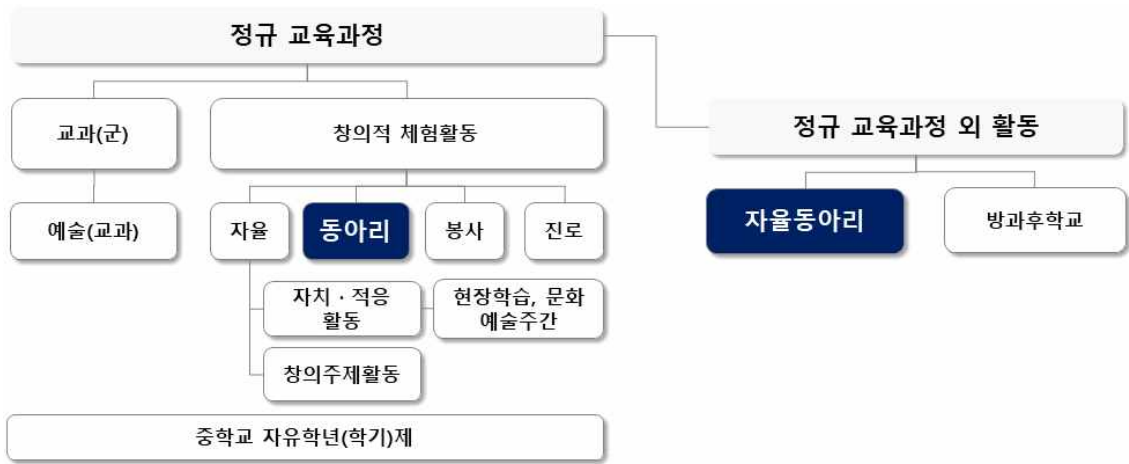 정규 교육과정
교과(군)
창의적 체험활동
정규 교육과정 외 활동
예술(교과)
자율
동아리
봉사
진로
자율동아리
방과후학교
자치·적응
활동
현장학습, 문화
예술주간
창의주제활동
중학교 자유학년(학기)제